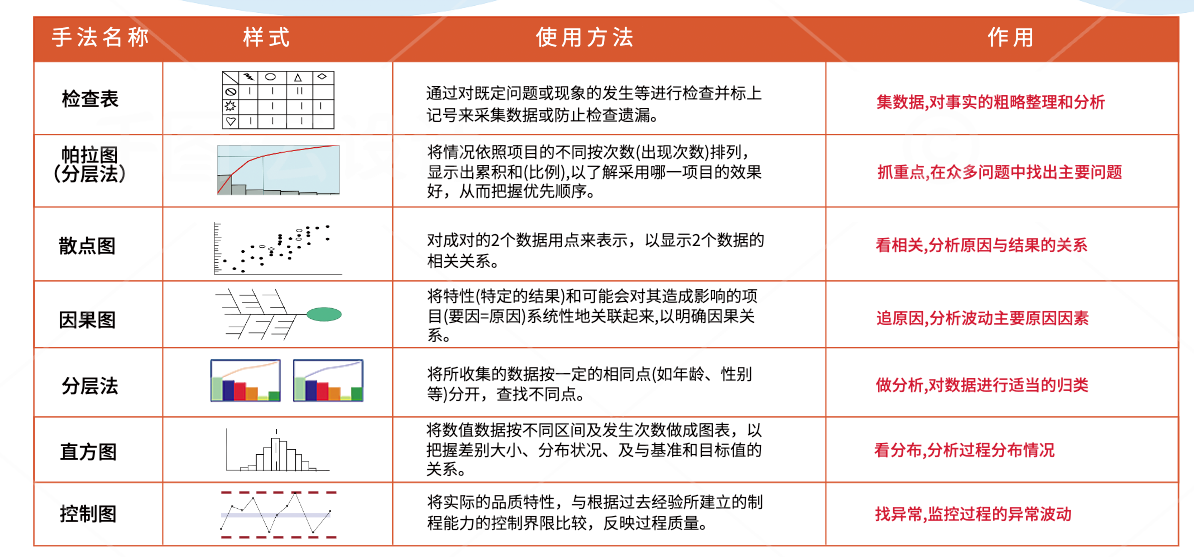 手法名称 样式 使用方法 作用
检查表
通过对既定问题或现象的发生等进行检查并标上
记号来采集数据或防止检查遗漏。
集数据,对事实的粗略整理和分析
帕拉图
（分层法）
将情况依照项目的不同按次数(出现次数)排列，
显示出累积和(比例),以了解采用哪一项目的效果
好，从而把握优先顺序。
抓重点,在众多问题中找出主要问题
散点图
对成对的2个数据用点来表示，以显示2个数据的
相关关系。
看相关,分析原因与结果的关系
因果图
将特性(特定的结果)和可能会对其造成影响的项
目(要因=原因)系统性地关联起来,以明确因果关
系。
追原因,分析波动主要原因因素
分层法
将所收集的数据按一定的相同点(如年龄、性别
等)分开，查找不同点。
做分析,对数据进行适当的归类
直方图
将数值数据按不同区间及发生次数做成图表，以
把握差别大小、分布状况、及与基准和目标值的
关系。
看分布,分析过程分布情况
控制图
将实际的品质特性，与根据过去经验所建立的制
程能力的控制界限比较，反映过程质量。
找异常,监控过程的异常波动